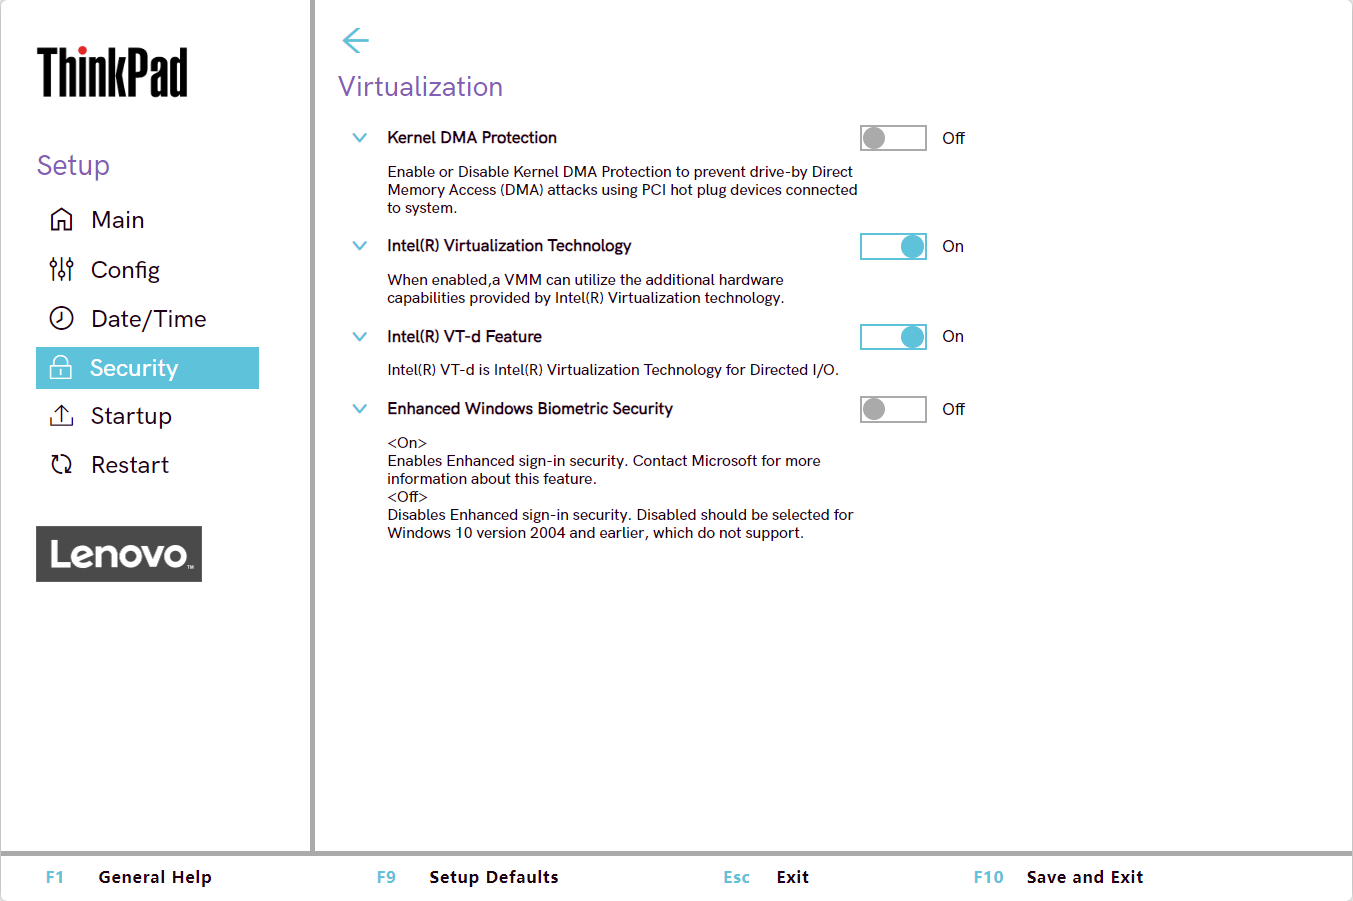 ThinkPad
Setup
Main
Config
Date/Time
Security
Startup
Restart
Lenovo™
Virtualization
Kernel DMA Protection Off
Enable or Disable Kernel DMA Protection to prevent drive-by Direct
Memory Access (DMA) attacks using PCI hot plug devices connected
to system.
Intel(R) Virtualization Technology On
When enabled,a VMM can utilize the additional hardware
capabilities provided by Intel(R) Virtualization technology.
Intel(R) VT-d Feature On
Intel(R) VT-d is Intel(R) Virtualization Technology for Directed I/O.
Enhanced Windows Biometric Security Off
<On>
Enables Enhanced sign-in security. Contact Microsoft for more
information about this feature.
<Off>
Disables Enhanced sign-in security. Disabled should be selected for
Windows 10 version 2004 and earlier, which do not support.
F1 General Help F9 Setup Defaults Esc Exit F10 Save and Exit